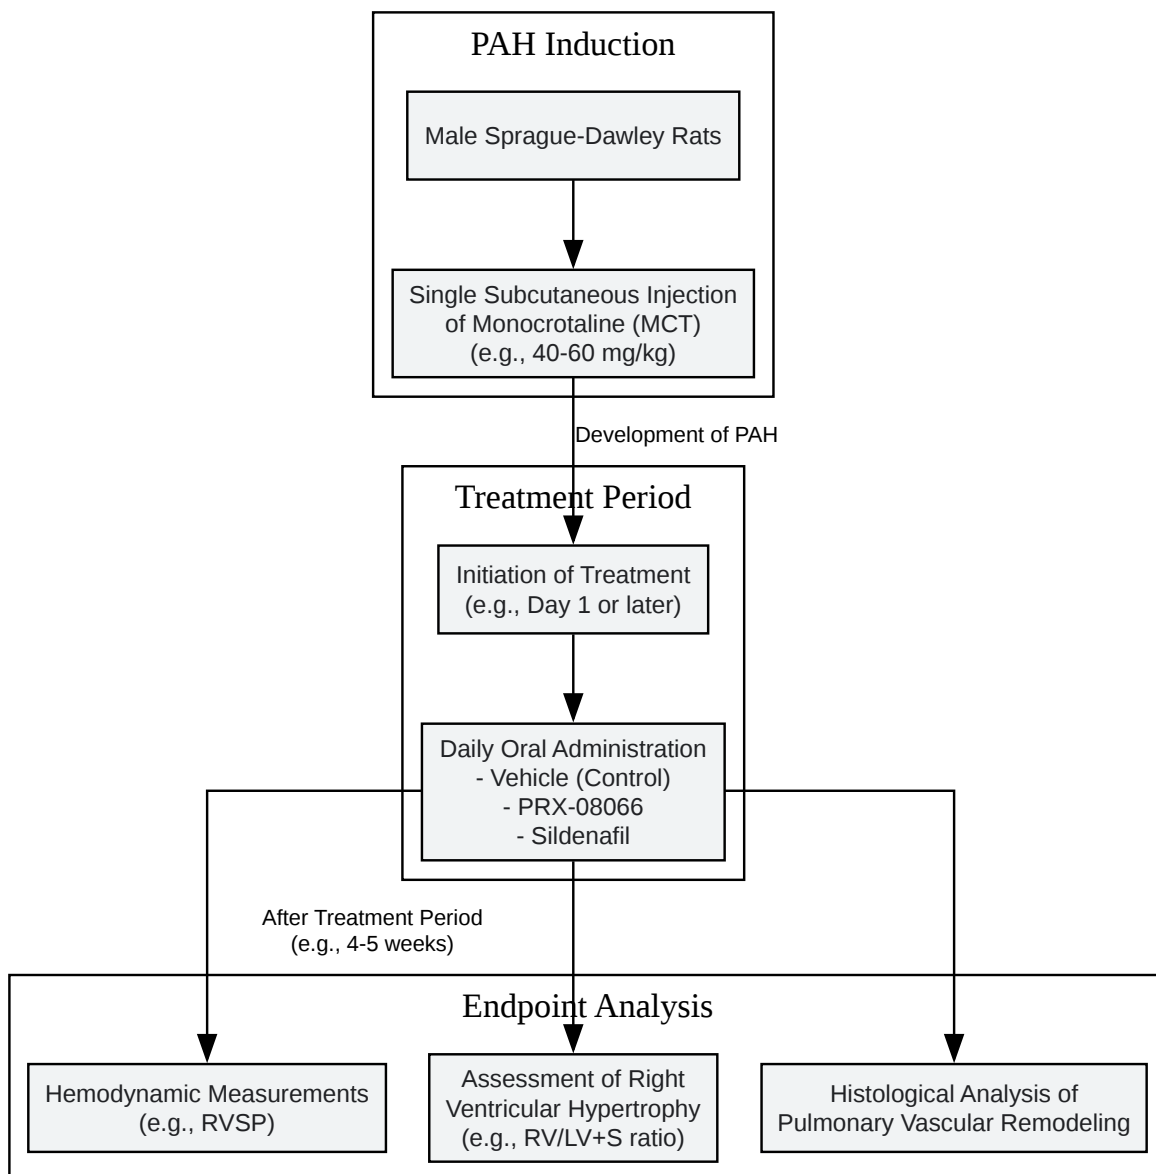 PAH Induction
Male Sprague-Dawley Rats
Single Subcutaneous Injection
of Monocrotaline (MCT)
(e.g., 40-60 mg/kg)
Development of PAH
Treatment Period
Initiation of Treatment
(e.g., Day 1 or later)
Daily Oral Administration
- Vehicle (Control)
- PRX-08066
- Sildenafil
After Treatment Period
(e.g., 4-5 weeks)
Endpoint Analysis
Hemodynamic Measurements
(e.g., RVSP)
Assessment of Right
Ventricular Hypertrophy
(e.g., RV/LV+S ratio)
Histological Analysis of
Pulmonary Vascular Remodeling